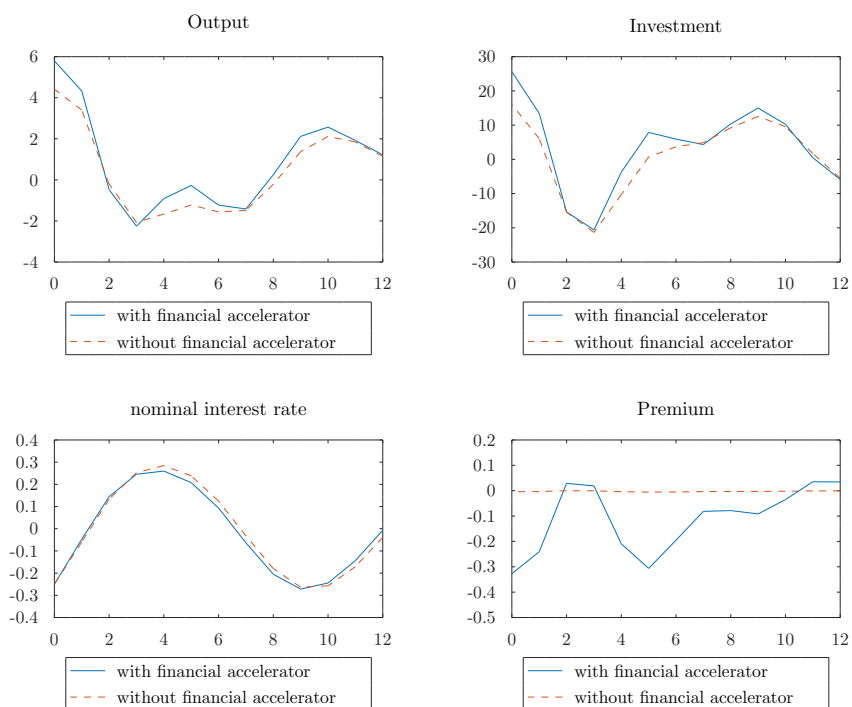 Output
6
4
2
0
-2
-4
0 2 4 6 8 10 12
with financial accelerator
without financial accelerator
Investment
30
20
10
0
-10
-20
-30
0 2 4 6 8 10 12
with financial accelerator
without financial accelerator
nominal interest rate
0.4
0.3
0.2
0.1
0
-0.1
-0.2
-0.3
-0.4
0 2 4 6 8 10 12
with financial accelerator
without financial accelerator
Premium
0.2
0.1
0
-0.1
-0.2
-0.3
-0.4
-0.5
0 2 4 6 8 10 12
with financial accelerator
without financial accelerator